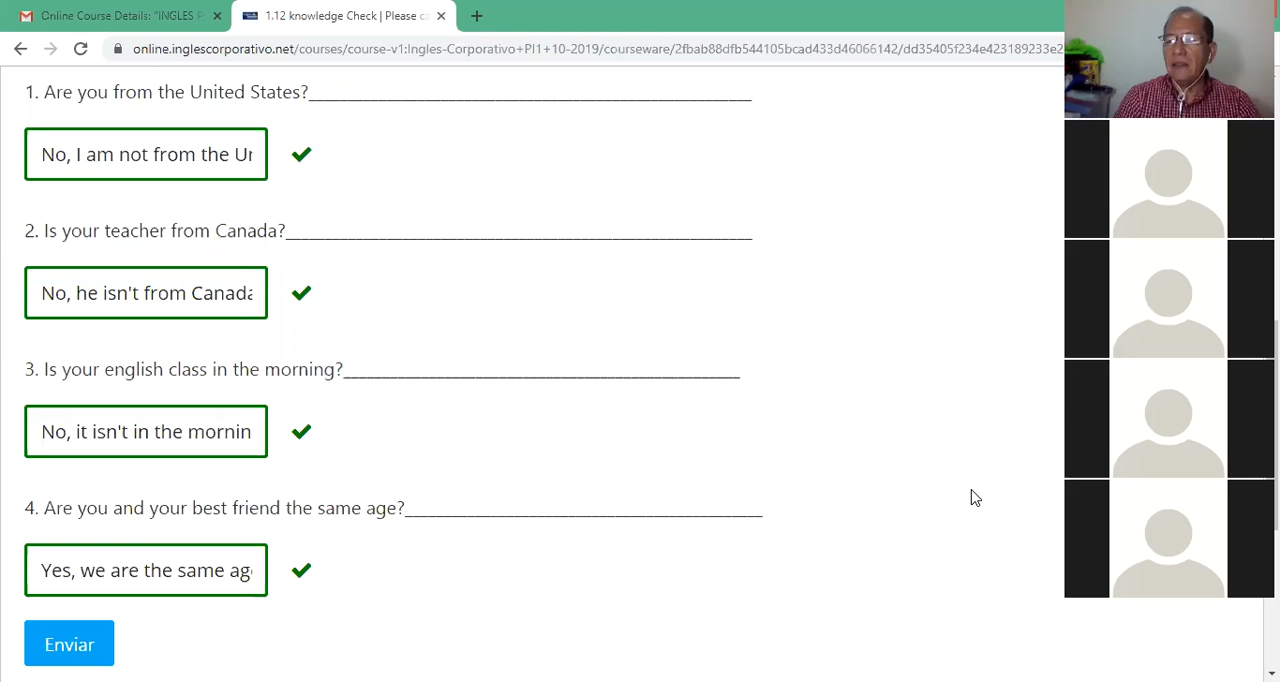 Online Course Details: "INGLES P
1.12 knowledge Check | Please ca
online.inglescorporativo.net/courses/course-v1:Ingles-Corporativo+PI1+10-2019/courseware/2fbab88dfb544105bcad433d46066142/dd35405f234e423189233e2
1. Are you from the United States?
No, I am not from the Un
2. Is your teacher from Canada?
No, he isn't from Canada
3. Is your english class in the morning?
No, it isn't in the mornin
4. Are you and your best friend the same age?
Yes, we are the same ag
Enviar